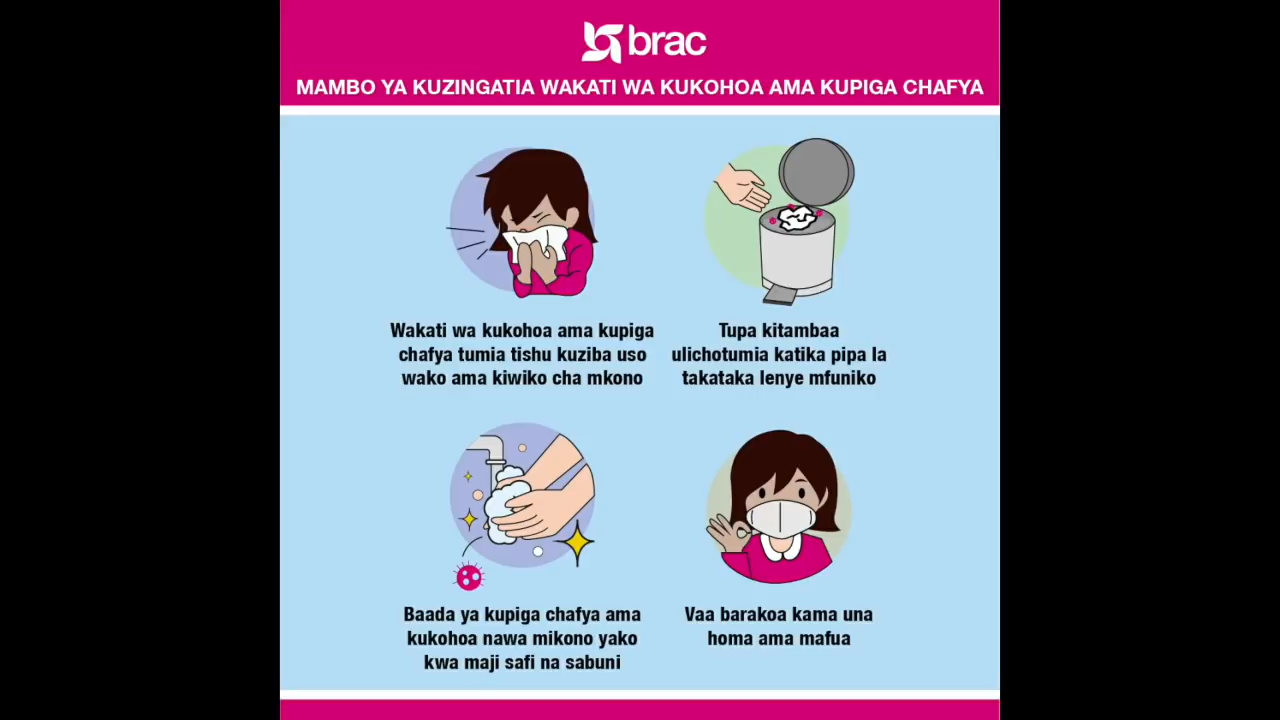 brac
MAMBO YA KUZINGATIA WAKATI WA KUKOHOA AMA KUPIGA CHAFYA
Wakati wa kukohoa ama kupiga
chafya tumia tishu kuziba uso
wako ama kiwiko cha mkono
Tupa kitambaa
ulichotumia katika pipa la
takataka lenye mfuniko
Baada ya kupiga chafya ama
kukohoa nawa mikono yako
kwa maji safi na sabuni
Vaa barakoa kama una
homa ama mafua